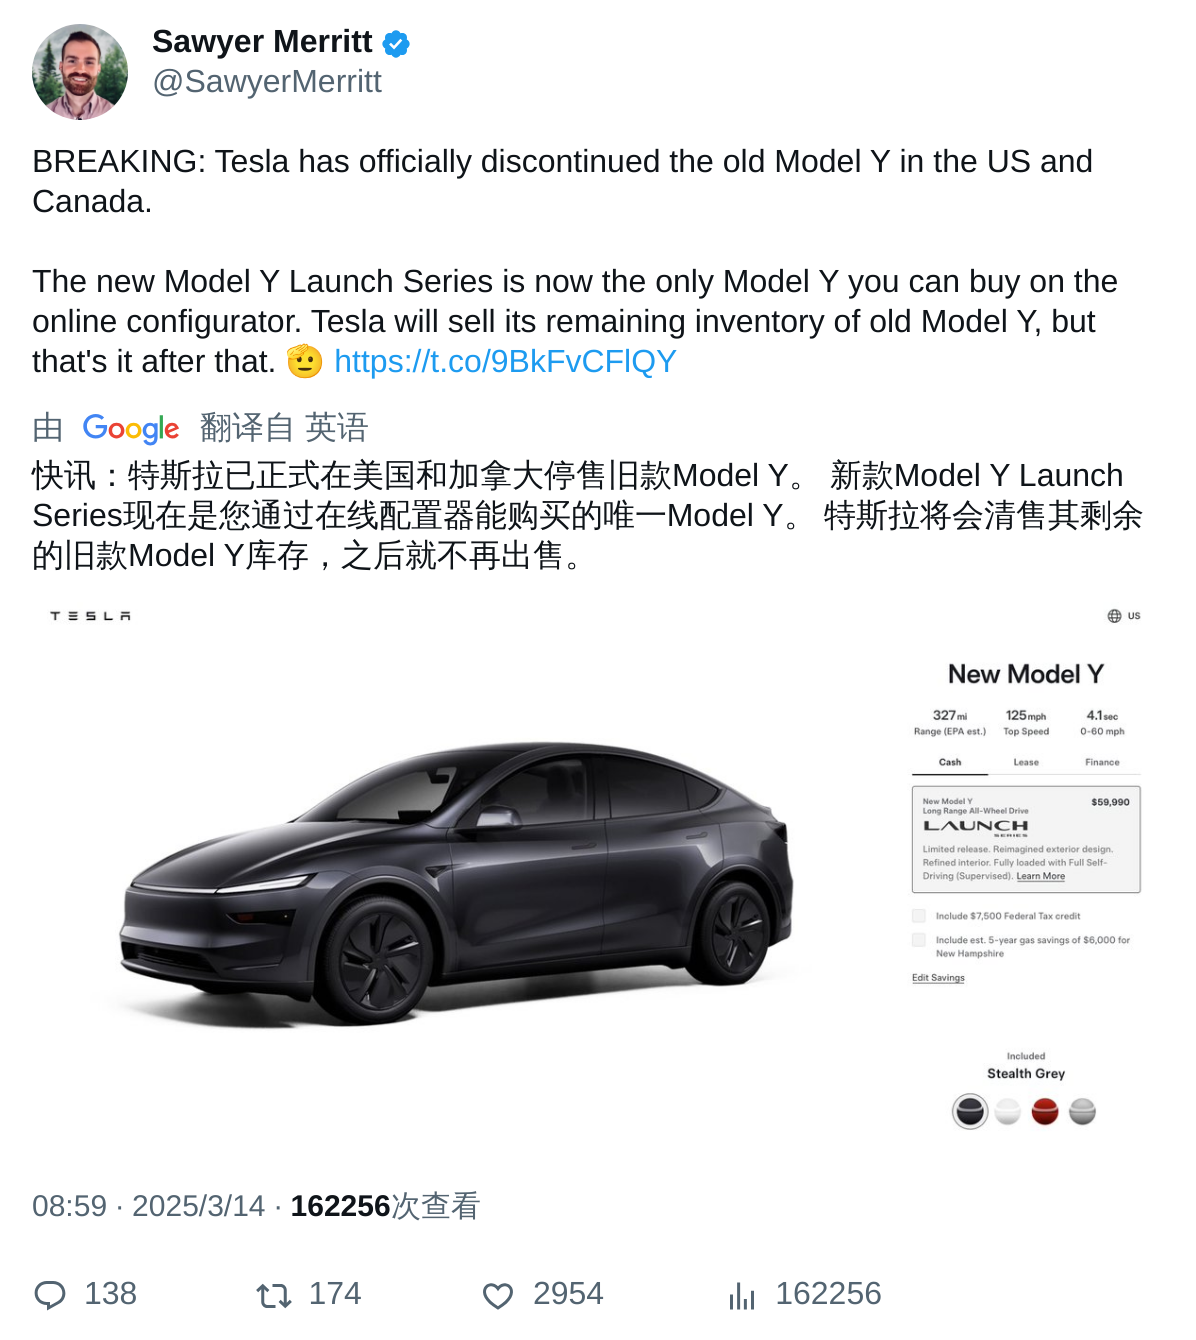 Sawyer Merritt
@SawyerMerritt
BREAKING: Tesla has officially discontinued the old Model Y in the US and
Canada.
The new Model Y Launch Series is now the only Model Y you can buy on the
online configurator. Tesla will sell its remaining inventory of old Model Y, but
that's it after that. 🫡 https://t.co/9BkFvCFlQY
由 Google 翻译自 英语
快讯：特斯拉已正式在美国和加拿大停售旧款Model Y。 新款Model Y Launch
Series现在是您通过在线配置器能购买的唯一Model Y。 特斯拉将会清售其剩余
的旧款Model Y库存，之后就不再出售。
TESLA
US
New Model Y
327mi 125mph 4.1sec
Range (EPA est.) Top Speed 0-60 mph
Cash Lease Finance
New Model Y $59,990
Long Range All-Wheel Drive
LAUNCH
SERIES
Limited release. Reimagined exterior design.
Refined interior. Fully loaded with Full Self-
Driving (Supervised). Learn More
Include $7,500 Federal Tax credit
Include est. 5-year gas savings of $6,000 for
New Hampshire
Edit Savings
Included
Stealth Grey
08:59 · 2025/3/14 · 162256次查看
138 174 2954 162256